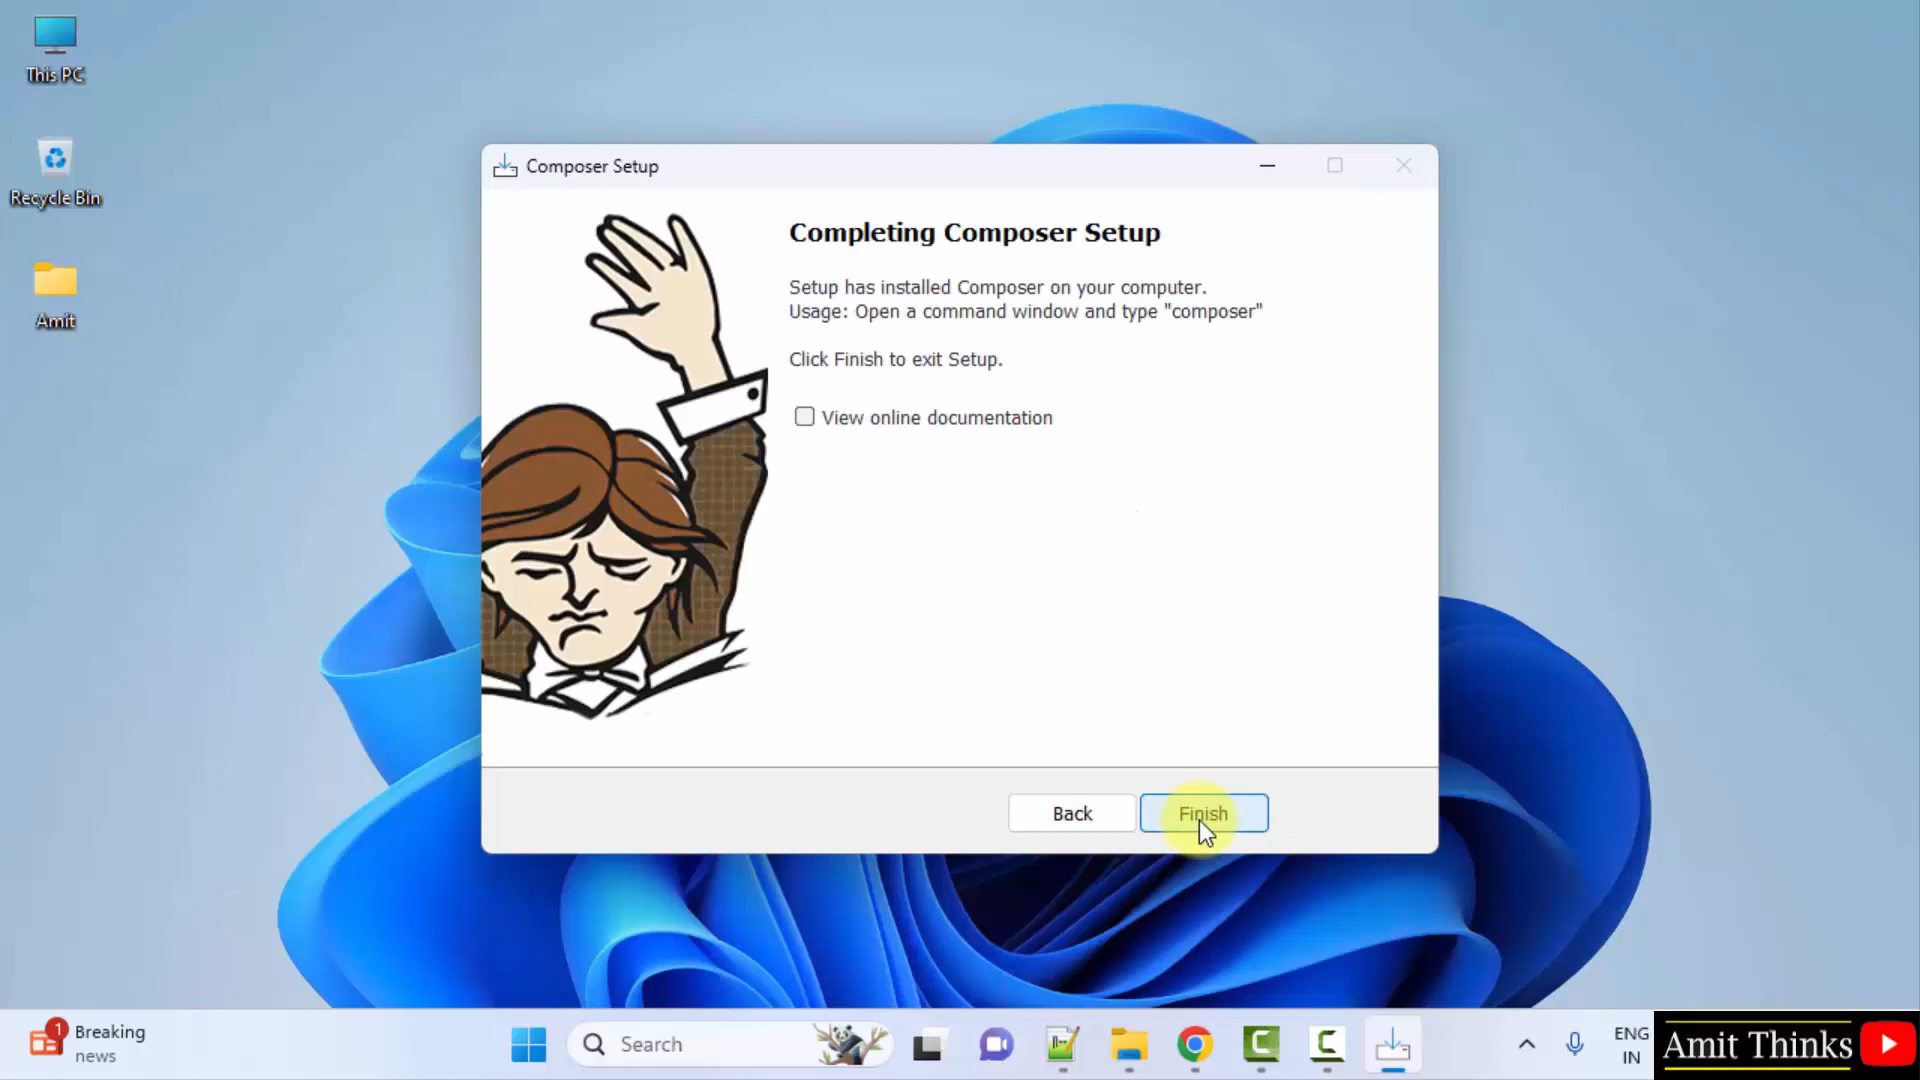 This PC
Recycle Bin
Amit
Composer Setup
Completing Composer Setup
Setup has installed Composer on your computer.
Usage: Open a command window and type "composer"
Click Finish to exit Setup.
View online documentation
Back
Finish
1
Breaking
news
Search
ENG
IN
Amit Thinks